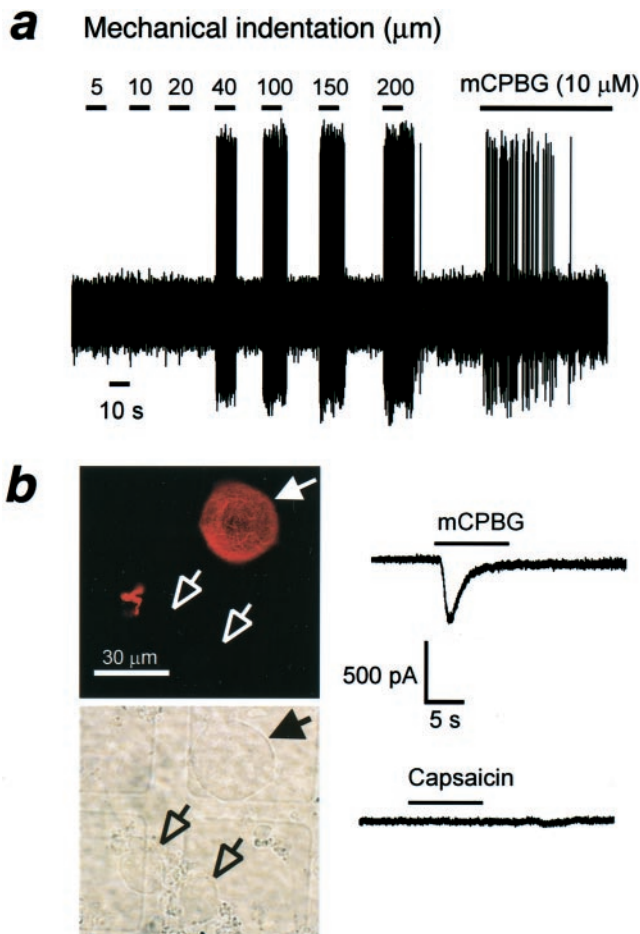 a Mechanical indentation (μm)
5 10 20 40 100 150 200 mCPBG (10 μM)
10 s
b
mCPBG
30 μm
500 pA
5 s
Capsaicin